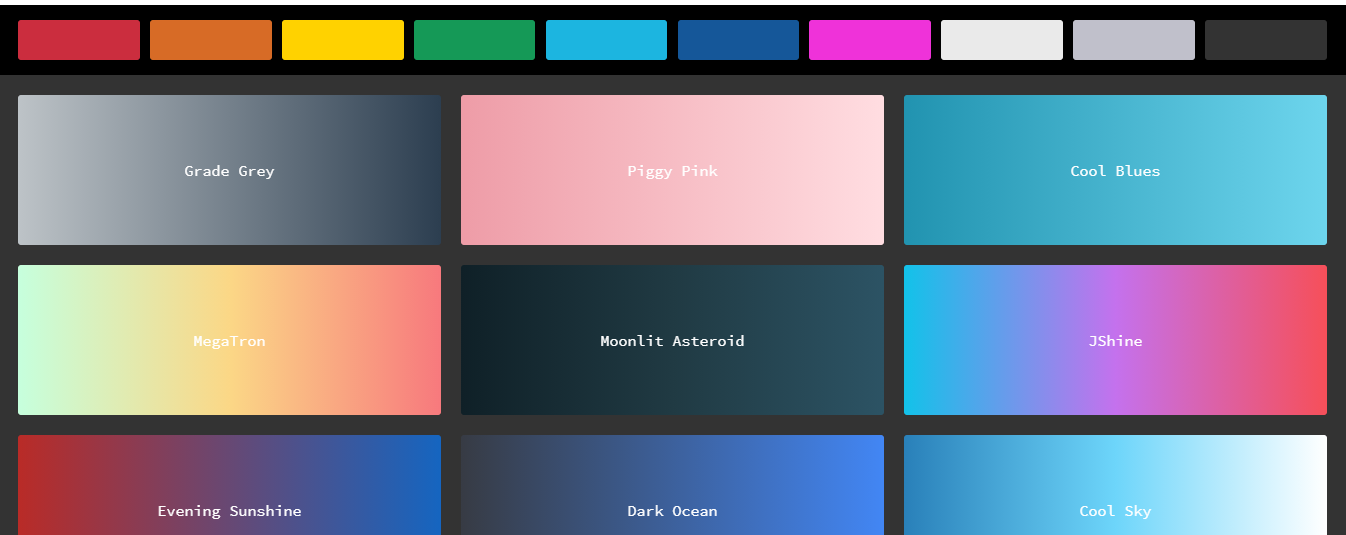 Grade Grey
Piggy Pink
Cool Blues
MegaTron
Moonlit Asteroid
JShine
Evening Sunshine
Dark Ocean
Cool Sky